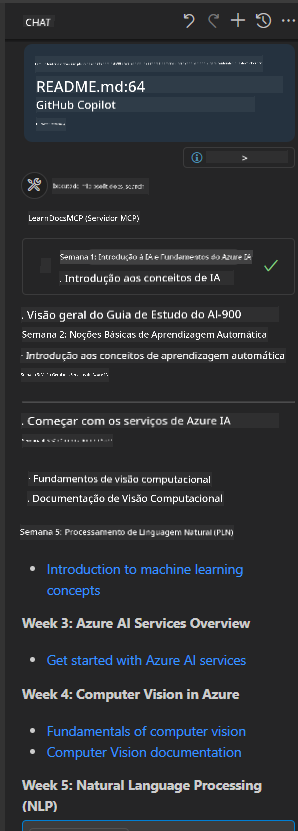 CHAT
README.md:64
GitHub Copilot
>
Executado microsoft_docs_search
LearnDocsMCP (Servidor MCP)
Semana 1: Introdução à IA e Fundamentos do Azure IA
. Introdução aos conceitos de IA
. Visão geral do Guia de Estudo do AI-900
Semana 2: Noções Básicas de Aprendizagem Automática
· Introdução aos conceitos de aprendizagem automática
. Começar com os serviços de Azure IA
· Fundamentos de visão computacional
. Documentação de Visão Computacional
Semana 5: Processamento de Linguagem Natural (PLN)
• Introduction to machine learning
concepts
Week 3: Azure AI Services Overview
• Get started with Azure AI services
Week 4: Computer Vision in Azure
• Fundamentals of computer vision
• Computer Vision documentation
Week 5: Natural Language Processing
(NLP)